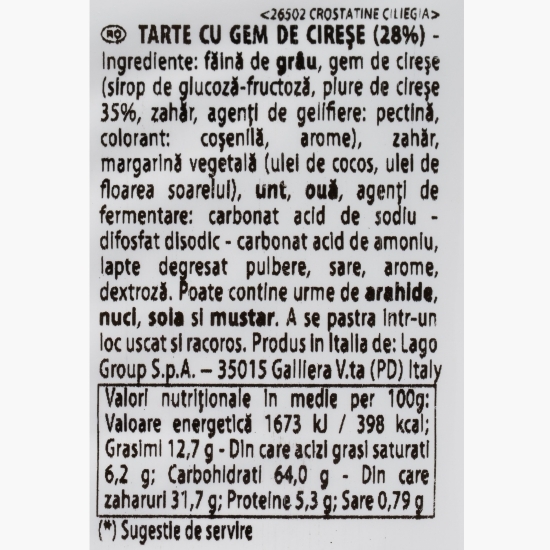 <26502 CROSTATINE CILIEGIA>
RO TARTE CU GEM DE CIREȘE (28%) -
Ingrediente: făină de grâu, gem de cireșe
(sirop de glucoză-fructoză, piure de cireșe
35%, zahăr, agenți de gelifiere: pectină,
colorant: coșenilă, arome), zahăr,
margarină vegetală (ulei de cocos, ulei de
floarea soarelui), unt, ouă, agenți de
fermentare: carbonat acid de sodiu -
difosfat disodic - carbonat acid de amoniu,
lapte degresat pulbere, sare, arome,
dextroză. Poate contine urme de arahide,
nuci, soia si mustar. A se pastra într-un
loc uscat si racoros. Produs in Italia de: Lago
Group S.p.A. – 35015 Galliera V.ta (PD) Italy
Valori nutriționale în medie per 100g:
Valoare energetică 1673 kJ / 398 kcal;
Grasimi 12,7 g - Din care acizi grasi saturati
6,2 g; Carbohidrati 64,0 g - Din care
zaharuri 31,7 g; Proteine 5,3 g; Sare 0,79 g
(*) Sugestie de servire